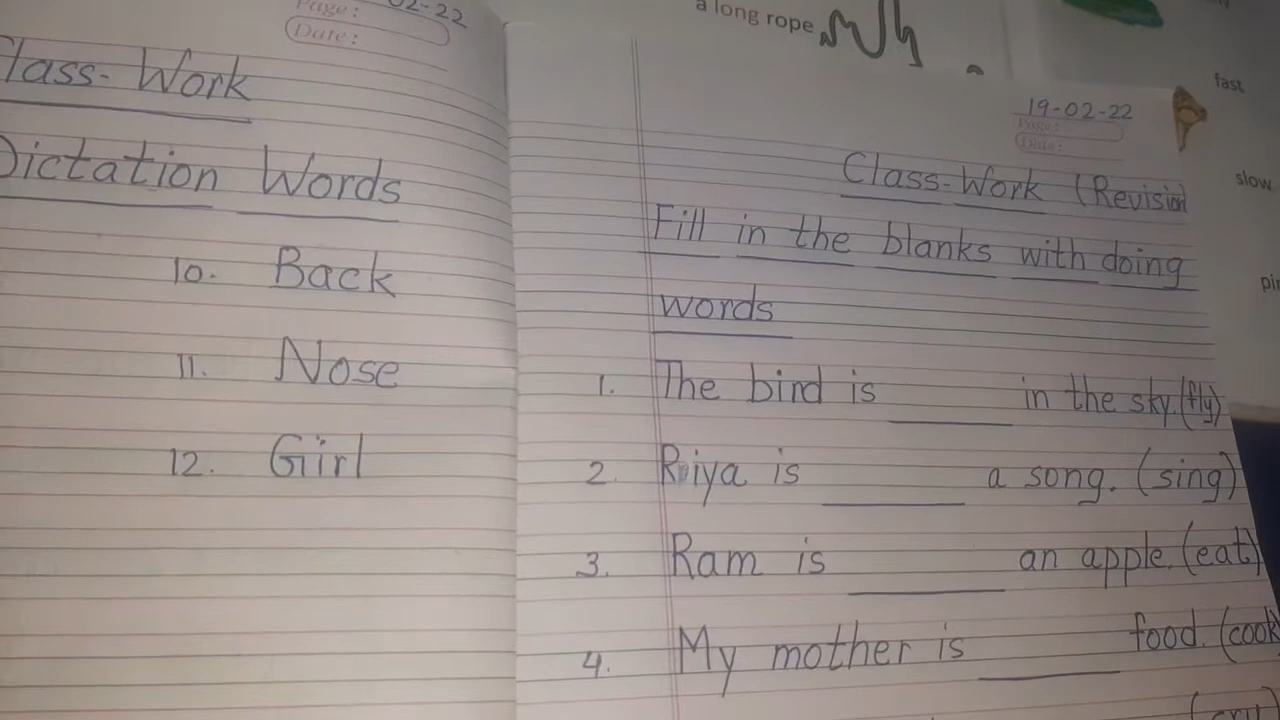 Page: 02-22
Date:
Class-Work
Dictation Words
10. Back
11. Nose
12. Girl
a long rope
fast
slow
19-02-22
Page:
Date:
Class-Work (Revision
Fill in the blanks with doing
words
1. The bird is ______ in the sky. (fly)
2. Riya is ______ a song. (sing)
3. Ram is ______ an apple. (eat)
4. My mother is ______ food. (cook